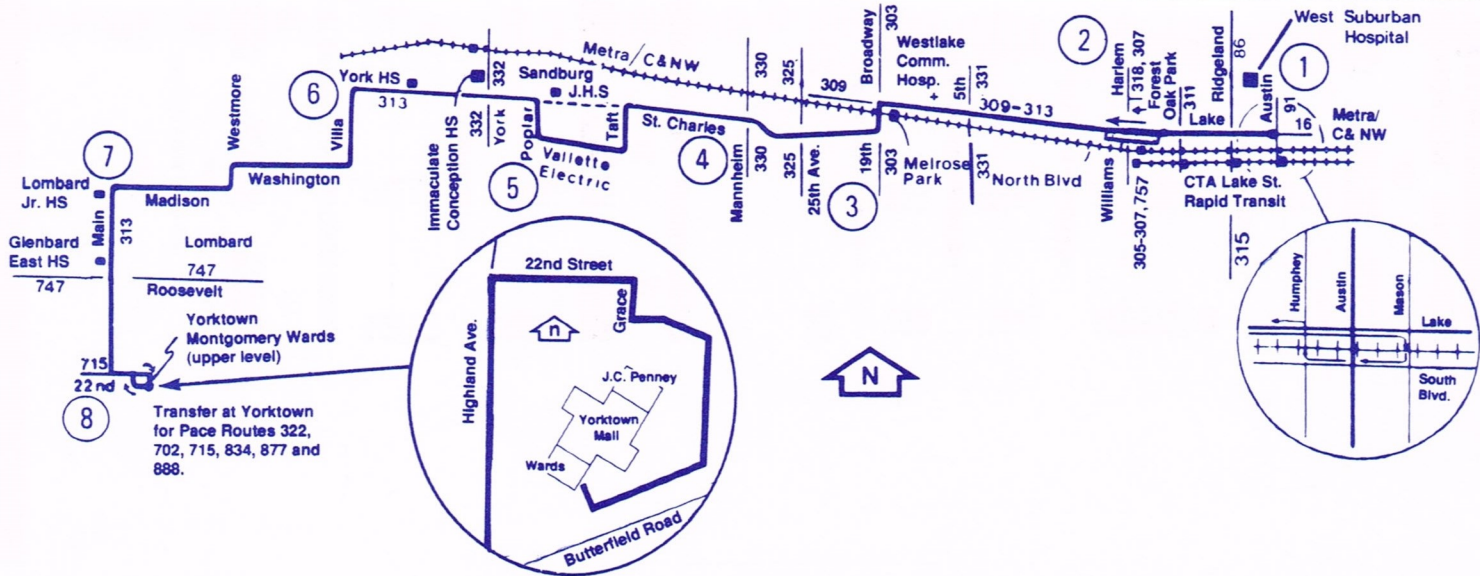 West Suburban
Hospital
1
Austin
91
16
Metra/
C& NW
86
Ridgeland
311
Lake
Oak Park
Forest
318, 307
Harlem
2
Williams
305-307, 757
CTA Lake St.
Rapid Transit
315
North Blvd
309-313
331
5th
331
Westlake
Comm.
Hosp.
+
303
Broadway
309
19th
303
Melrose
Park
3
325
325
25th Ave.
330
330
Mannheim
Metra/C&NW
4
St. Charles
Taft
Sandburg
J.H.S
Vallette
Electric
Poplar
5
332
332
York
Immaculate
Conception HS
York HS
313
6
Villa
Washington
Westmore
Madison
7
Lombard
Jr. HS
Main
313
Glenbard
East HS
747
Lombard
747
Roosevelt
Yorktown
Montgomery Wards
(upper level)
715
22nd
8
Transfer at Yorktown
for Pace Routes 322,
702, 715, 834, 877 and
888.
22nd Street
Grace
Highland Ave.
n
J.C. Penney
Yorktown
Mall
Wards
Butterfield Road
N
Humphey
Austin
Mason
Lake
South
Blvd.